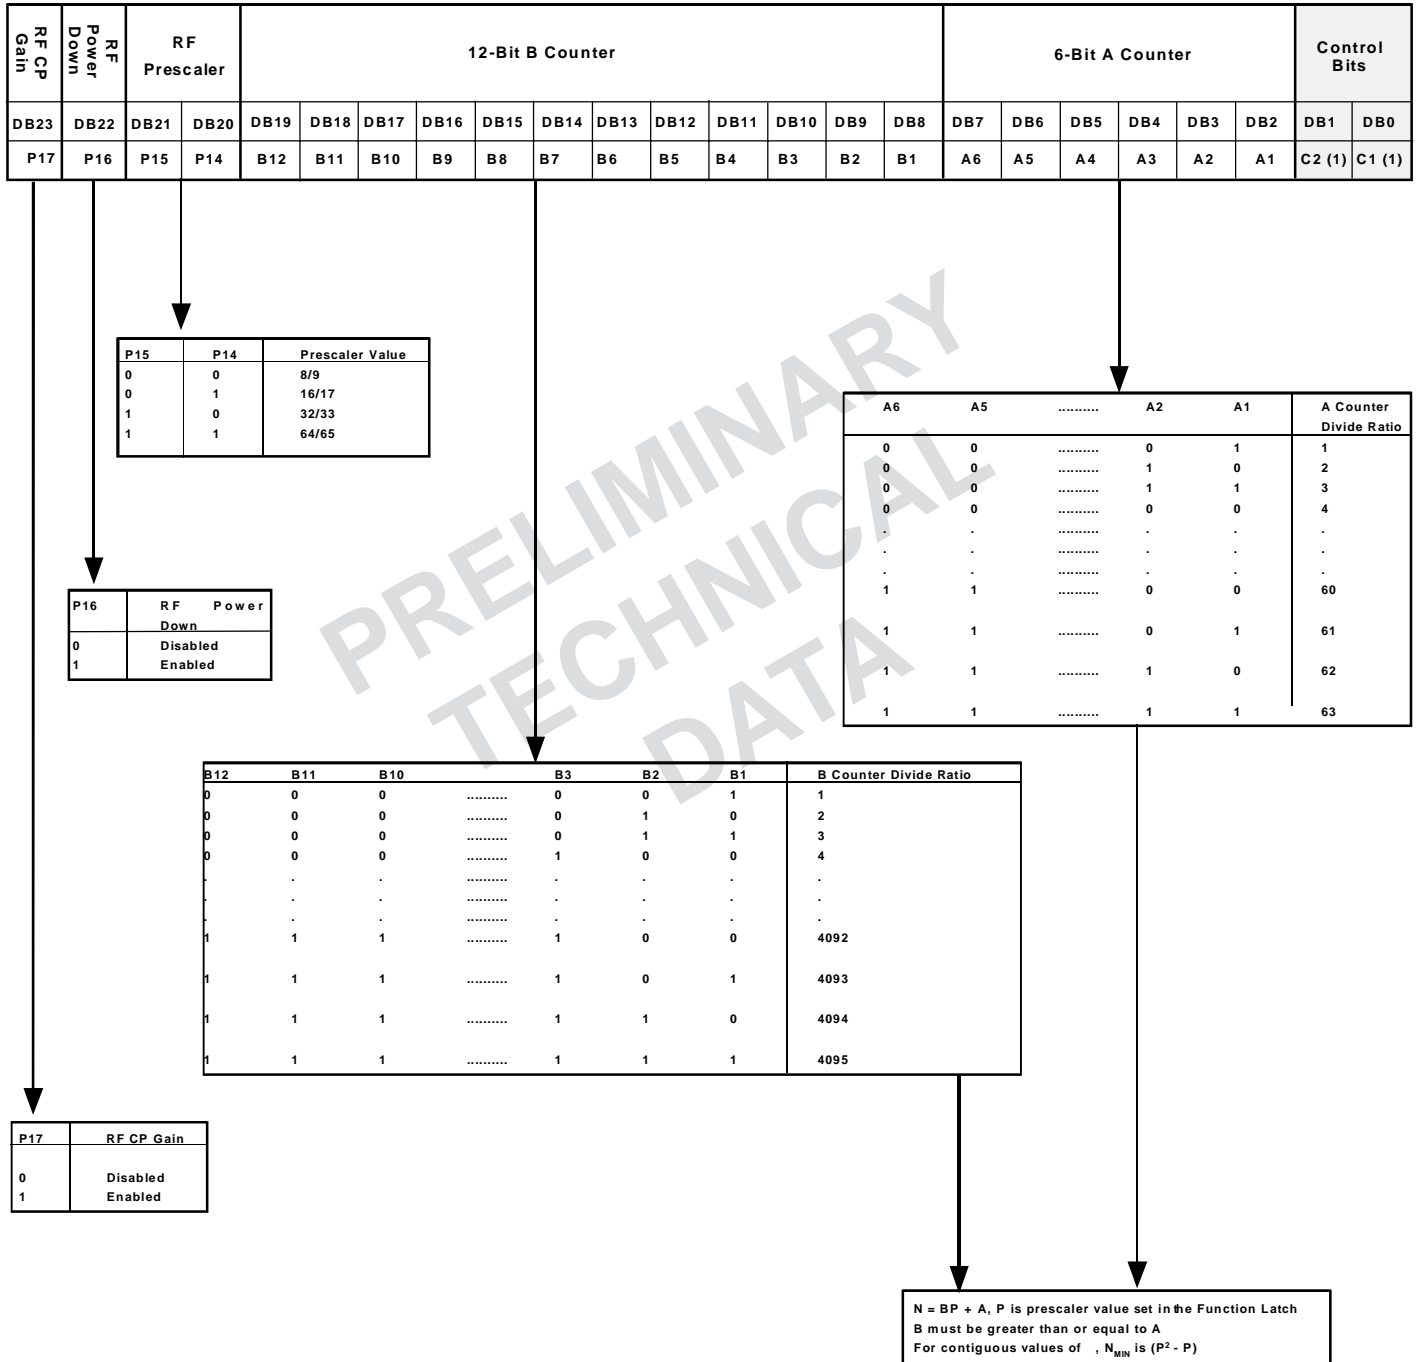 RF CP Gain
RF Power Down
RF Prescaler
12-Bit B Counter
6-Bit A Counter
Control Bits
DB23 DB22 DB21 DB20 DB19 DB18 DB17 DB16 DB15 DB14 DB13 DB12 DB11 DB10 DB9 DB8 DB7 DB6 DB5 DB4 DB3 DB2 DB1 DB0
P17 P16 P15 P14 B12 B11 B10 B9 B8 B7 B6 B5 B4 B3 B2 B1 A6 A5 A4 A3 A2 A1 C2 (1) C1 (1)
PRELIMINARY
TECHNICAL
DATA
P15 P14 Prescaler Value
0 0 8/9
0 1 16/17
1 0 32/33
1 1 64/65
A6 A5 .......... A2 A1 A Counter
Divide Ratio
0 0 .......... 0 1 1
0 0 .......... 1 0 2
0 0 .......... 1 1 3
0 0 .......... 0 0 4
. . .......... . . .
. . .......... . . .
. . .......... . . .
1 1 .......... 0 0 60
1 1 .......... 0 1 61
1 1 .......... 1 0 62
1 1 .......... 1 1 63
P16 RF Power
Down
0 Disabled
1 Enabled
B12 B11 B10 B3 B2 B1 B Counter Divide Ratio
0 0 0 .......... 0 0 1 1
0 0 0 .......... 0 1 0 2
0 0 0 .......... 0 1 1 3
0 0 0 .......... 1 0 0 4
. . . .......... . . . .
. . . .......... . . . .
. . . .......... . . . .
1 1 1 .......... 1 0 0 4092
1 1 1 .......... 1 0 1 4093
1 1 1 .......... 1 1 0 4094
1 1 1 .......... 1 1 1 4095
P17 RF CP Gain
0 Disabled
1 Enabled
N = BP + A, P is prescaler value set in the Function Latch
B must be greater than or equal to A
For contiguous values of , N_MIN is (P² - P)